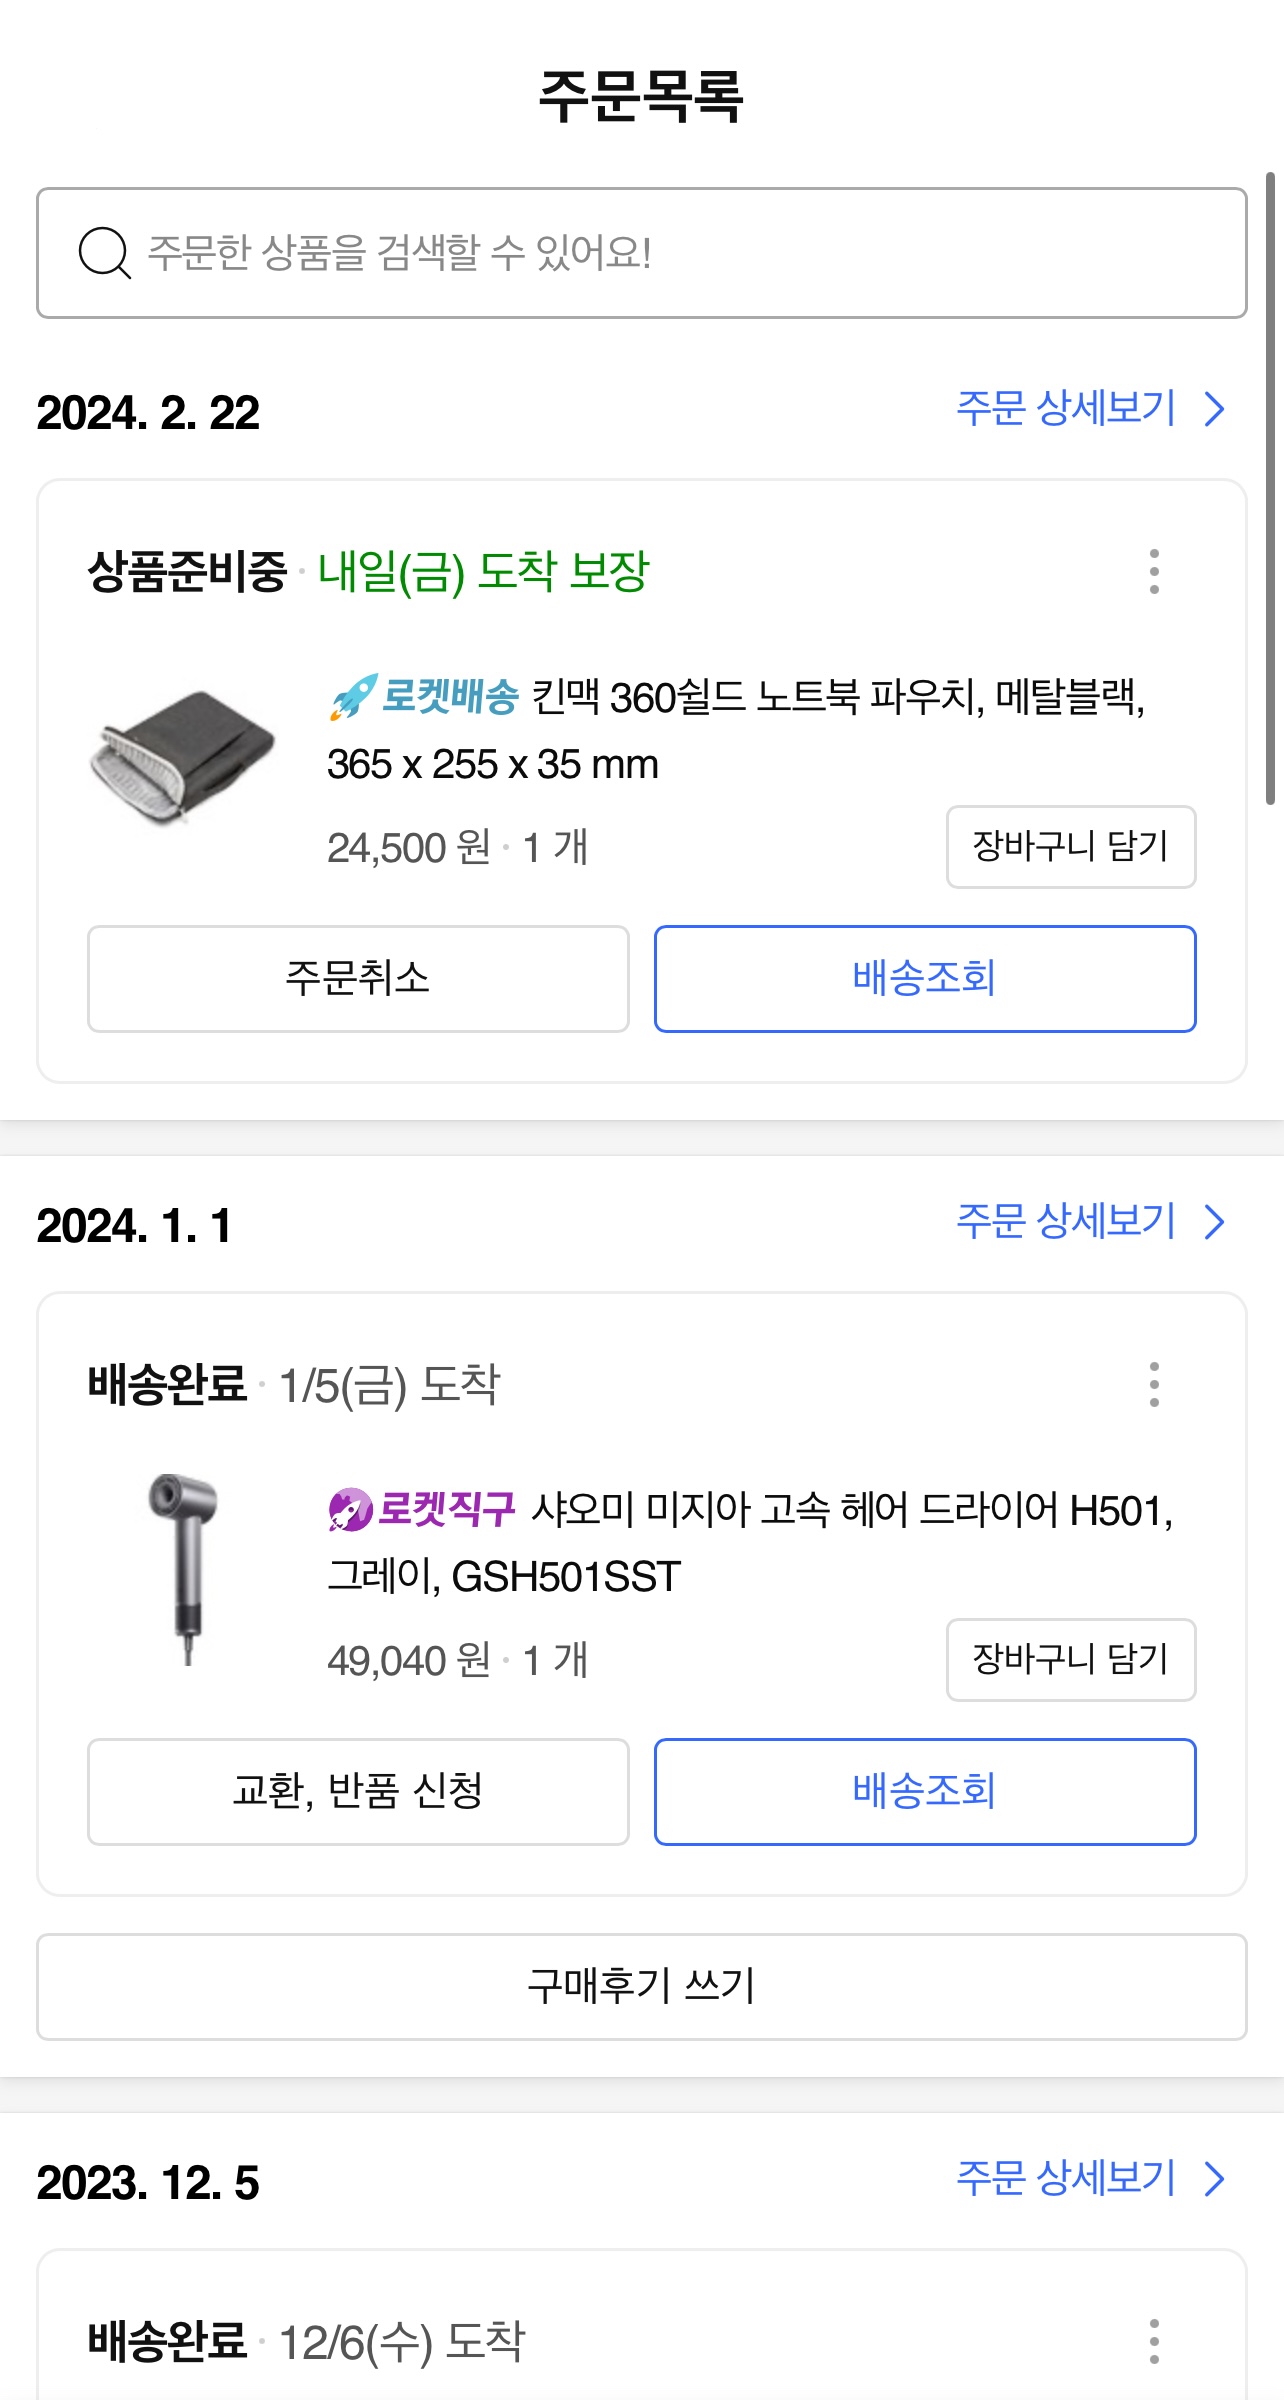 주문목록
주문한 상품을 검색할 수 있어요!
2024. 2. 22
주문 상세보기
상품준비중 · 내일(금) 도착 보장
로켓배송 킨맥 360쉴드 노트북 파우치, 메탈블랙,
365 x 255 x 35 mm
24,500 원 · 1 개
장바구니 담기
주문취소
배송조회
2024. 1. 1
주문 상세보기
배송완료 · 1/5(금) 도착
로켓직구 샤오미 미지아 고속 헤어 드라이어 H501,
그레이, GSH501SST
49,040 원 · 1 개
장바구니 담기
교환, 반품 신청
배송조회
구매후기 쓰기
2023. 12. 5
주문 상세보기
배송완료 · 12/6(수) 도착